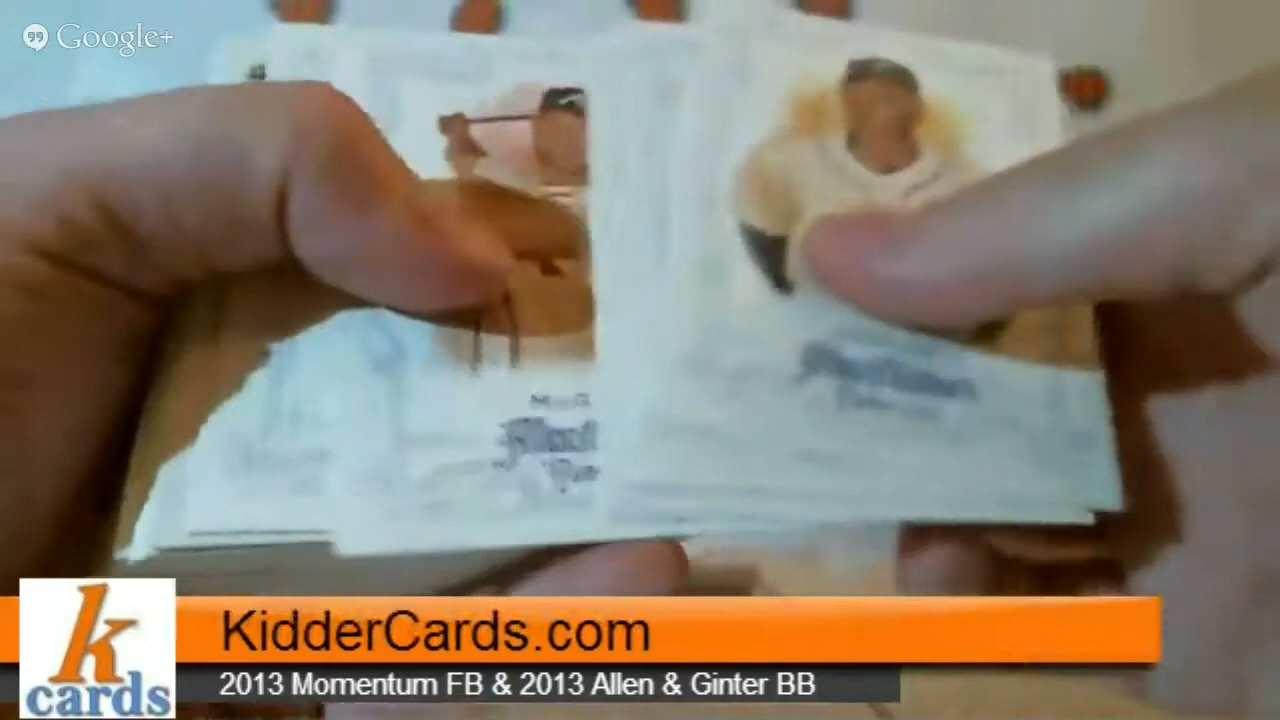 Google+
KidderCards.com
k
cards
2013 Momentum FB & 2013 Allen & Ginter BB